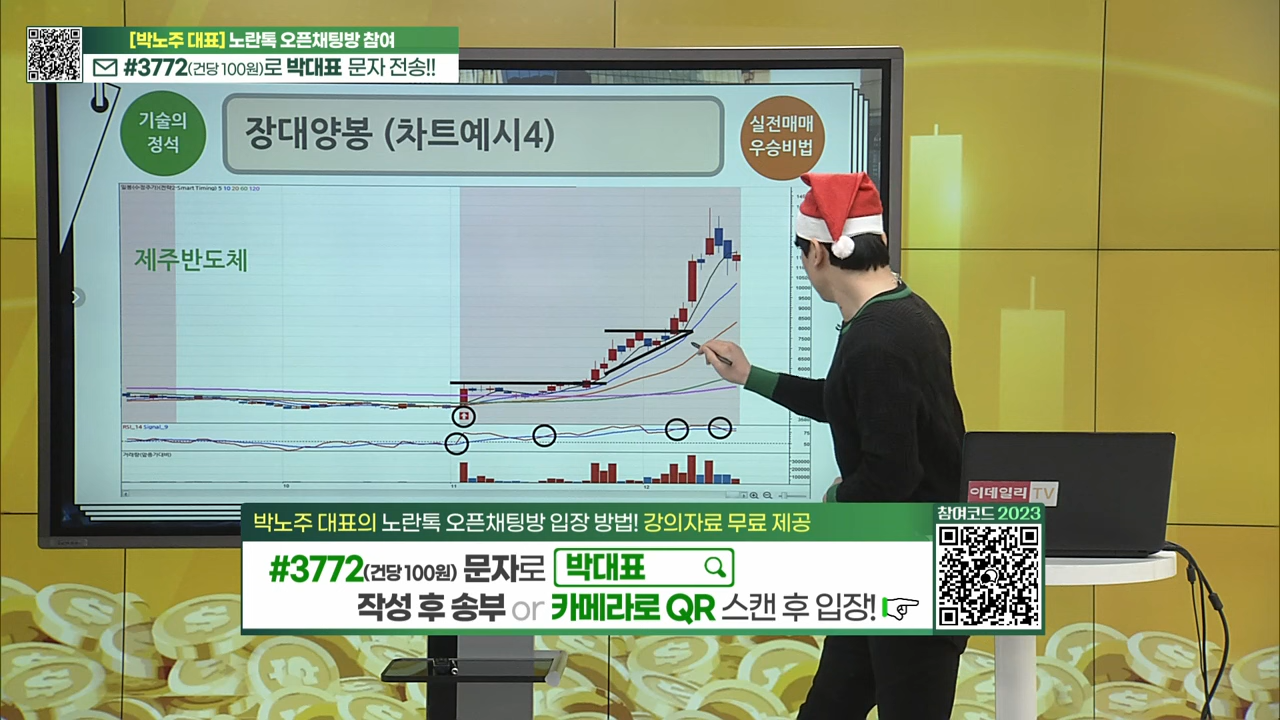 [박노주 대표] 노란톡 오픈채팅방 참여
#3772(건당 100원)로 박대표 문자 전송!!
기술의
정석
장대양봉 (차트예시4)
실전매매
우승비법
제주반도체
RSI_14 Signal_9
10
11
12
이데일리 TV
박노주 대표의 노란톡 오픈채팅방 입장 방법! 강의자료 무료 제공
참여코드 2023
#3772(건당 100원) 문자로 박대표
작성 후 송부 or 카메라로 QR 스캔 후 입장!